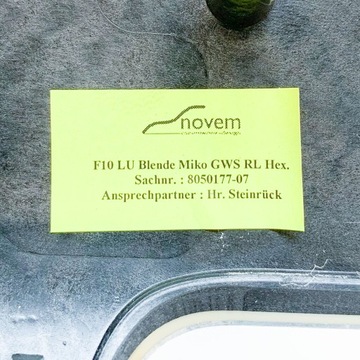 novem
F10 LU Blende Miko GWS RL Hex.
Sachnr. : 8050177-07
Ansprechpartner : Hr. Steinrück